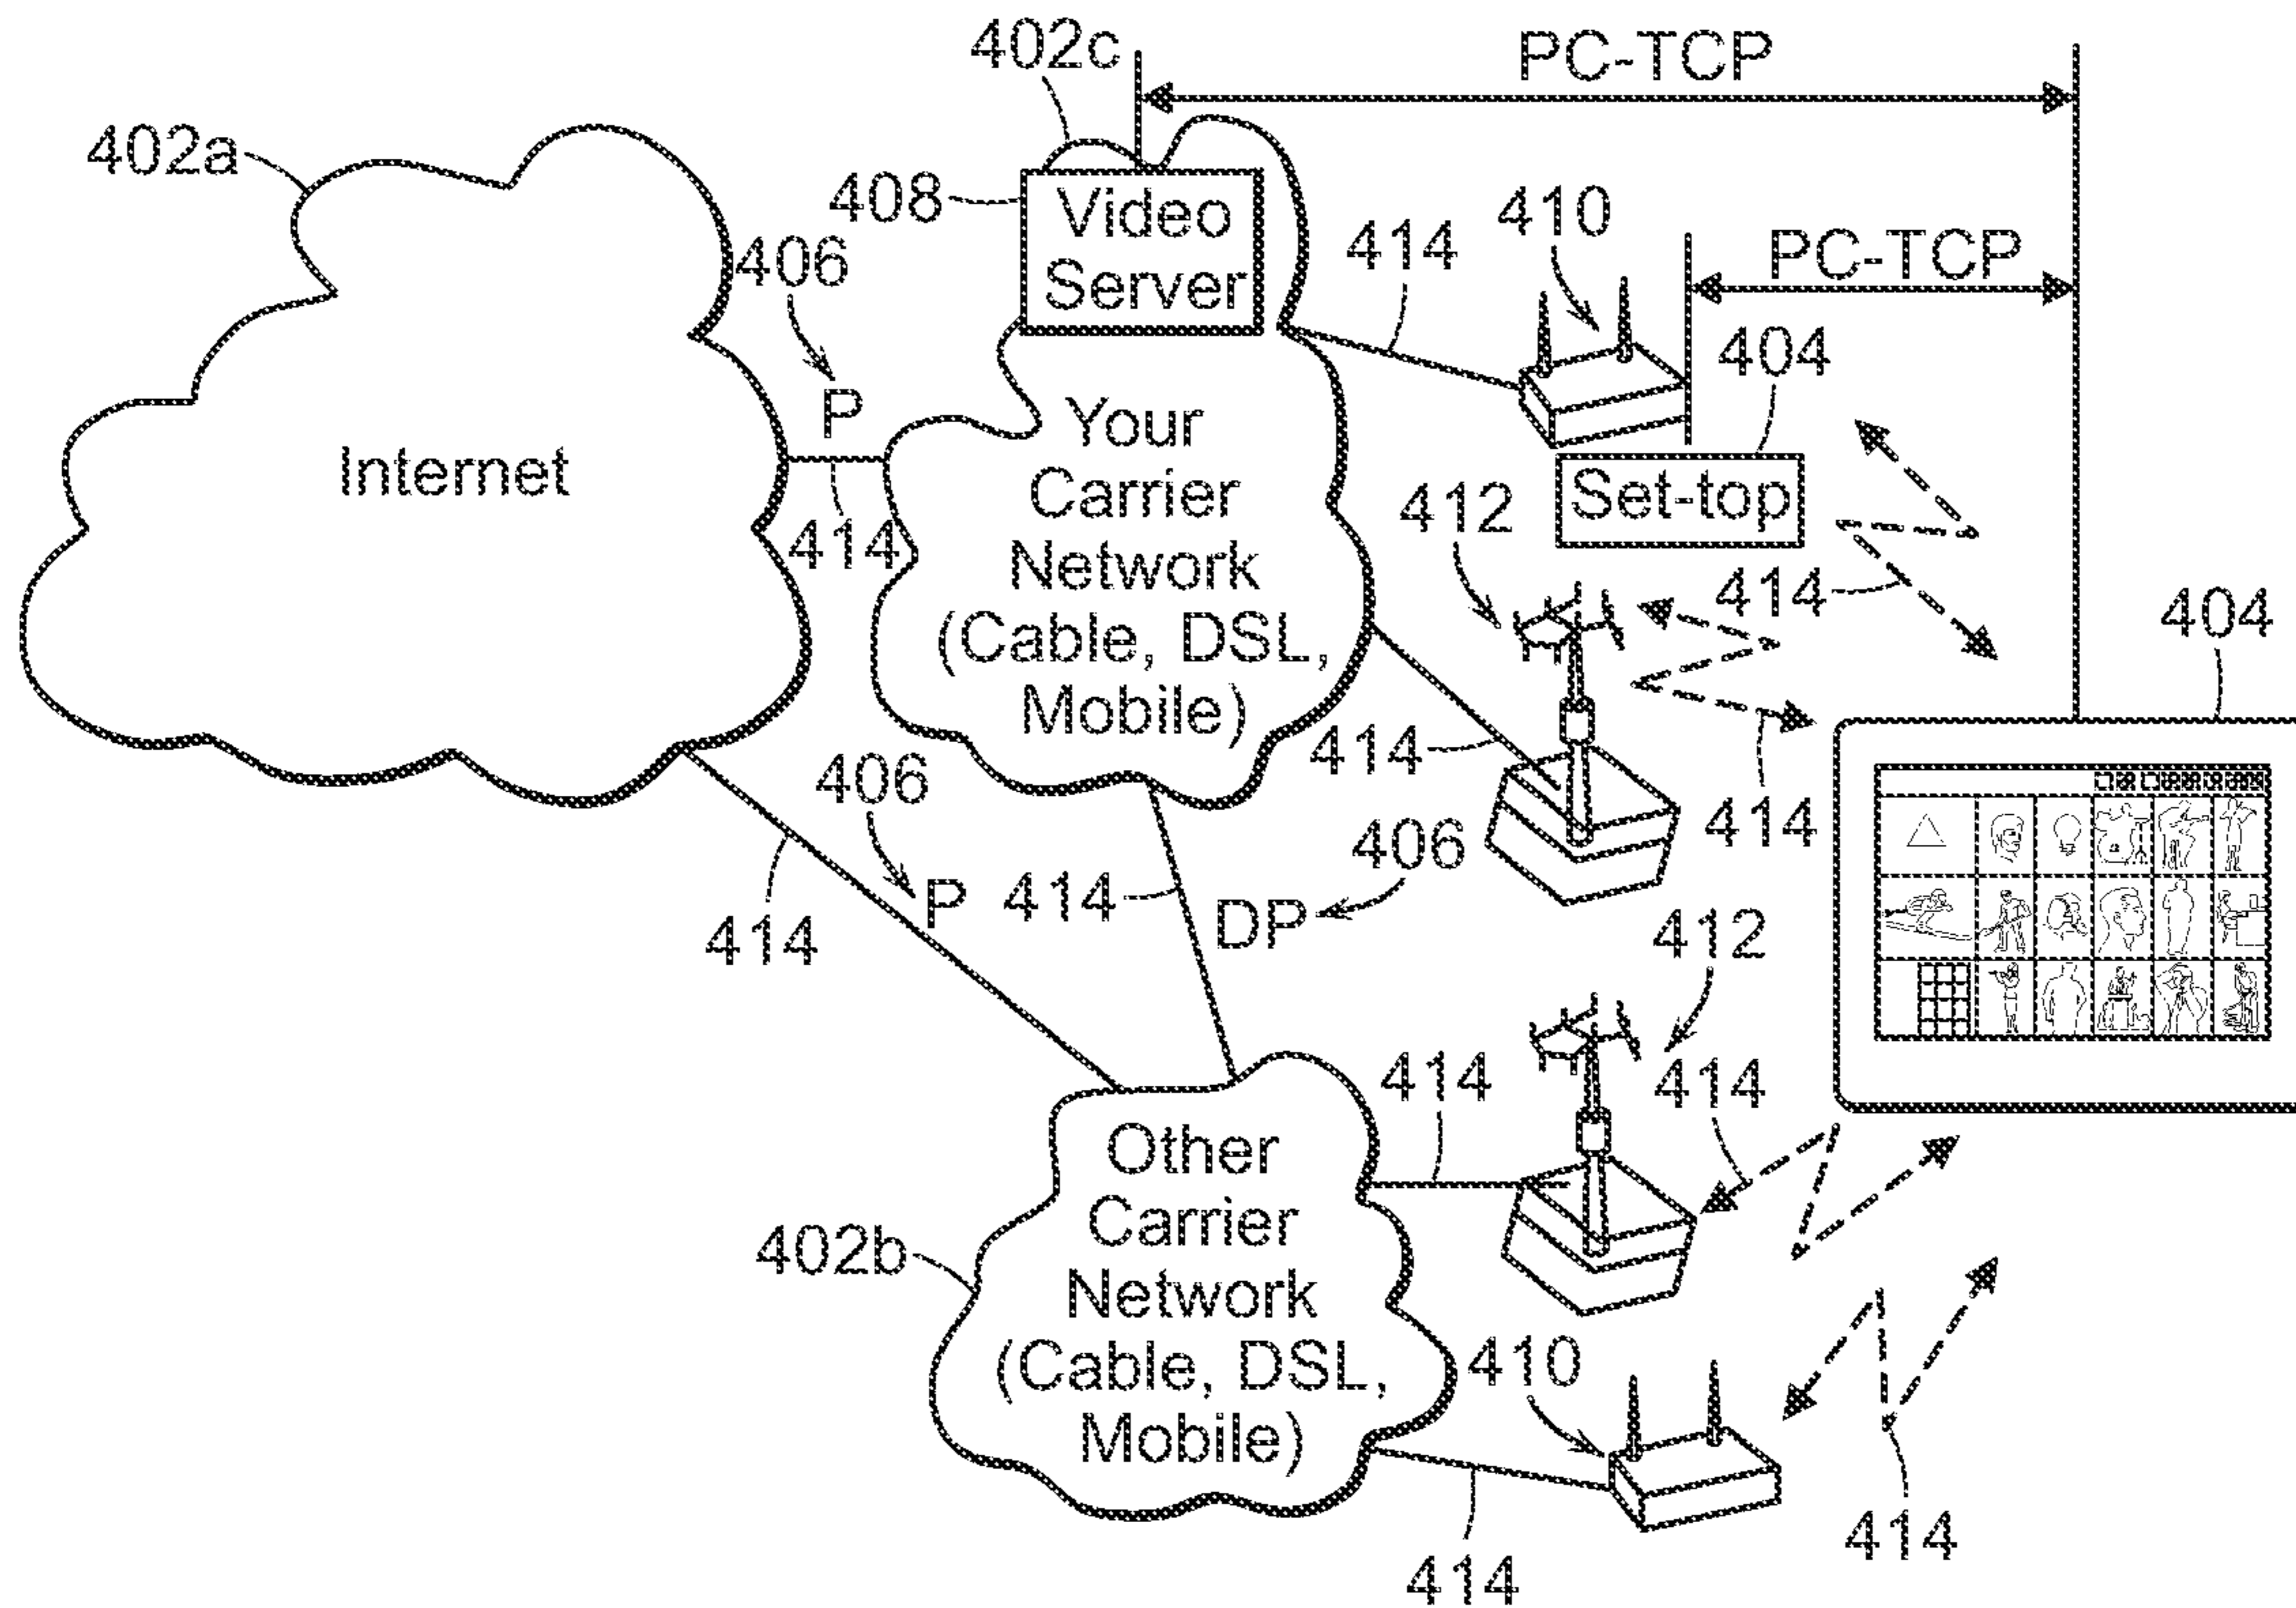 402c
PC-TCP
402a
408
Video
Server
406
P
414
410
PC-TCP
404
Internet
414
Your
Carrier
Network
(Cable, DSL,
Mobile)
412
Set-top
414
404
414
414
406
P
414
414
DP
406
412
414
414
Other
Carrier
Network
(Cable, DSL,
Mobile)
402b
410
414
414